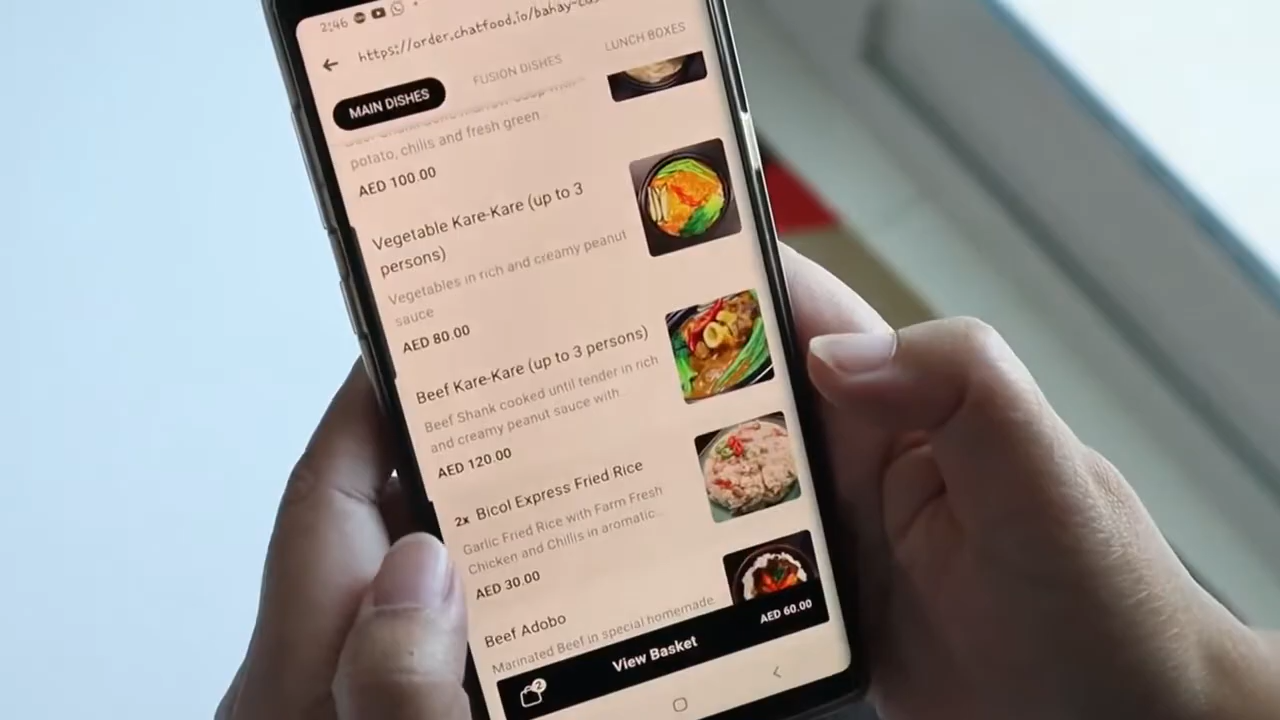 2:46
https://order.chatfood.io/bahay-
MAIN DISHES
FUSION DISHES
LUNCH BOXES
potato, chilis and fresh green..
AED 100.00
Vegetable Kare-Kare (up to 3
persons)
Vegetables in rich and creamy peanut
sauce
AED 80.00
Beef Kare-Kare (up to 3 persons)
Beef Shank cooked until tender in rich
and creamy peanut sauce with..
AED 120.00
2x Bicol Express Fried Rice
Garlic Fried Rice with Farm Fresh
Chicken and Chillis in aromatic...
AED 30.00
Beef Adobo
Marinated Beef in special homemade
2
View Basket
AED 60.00